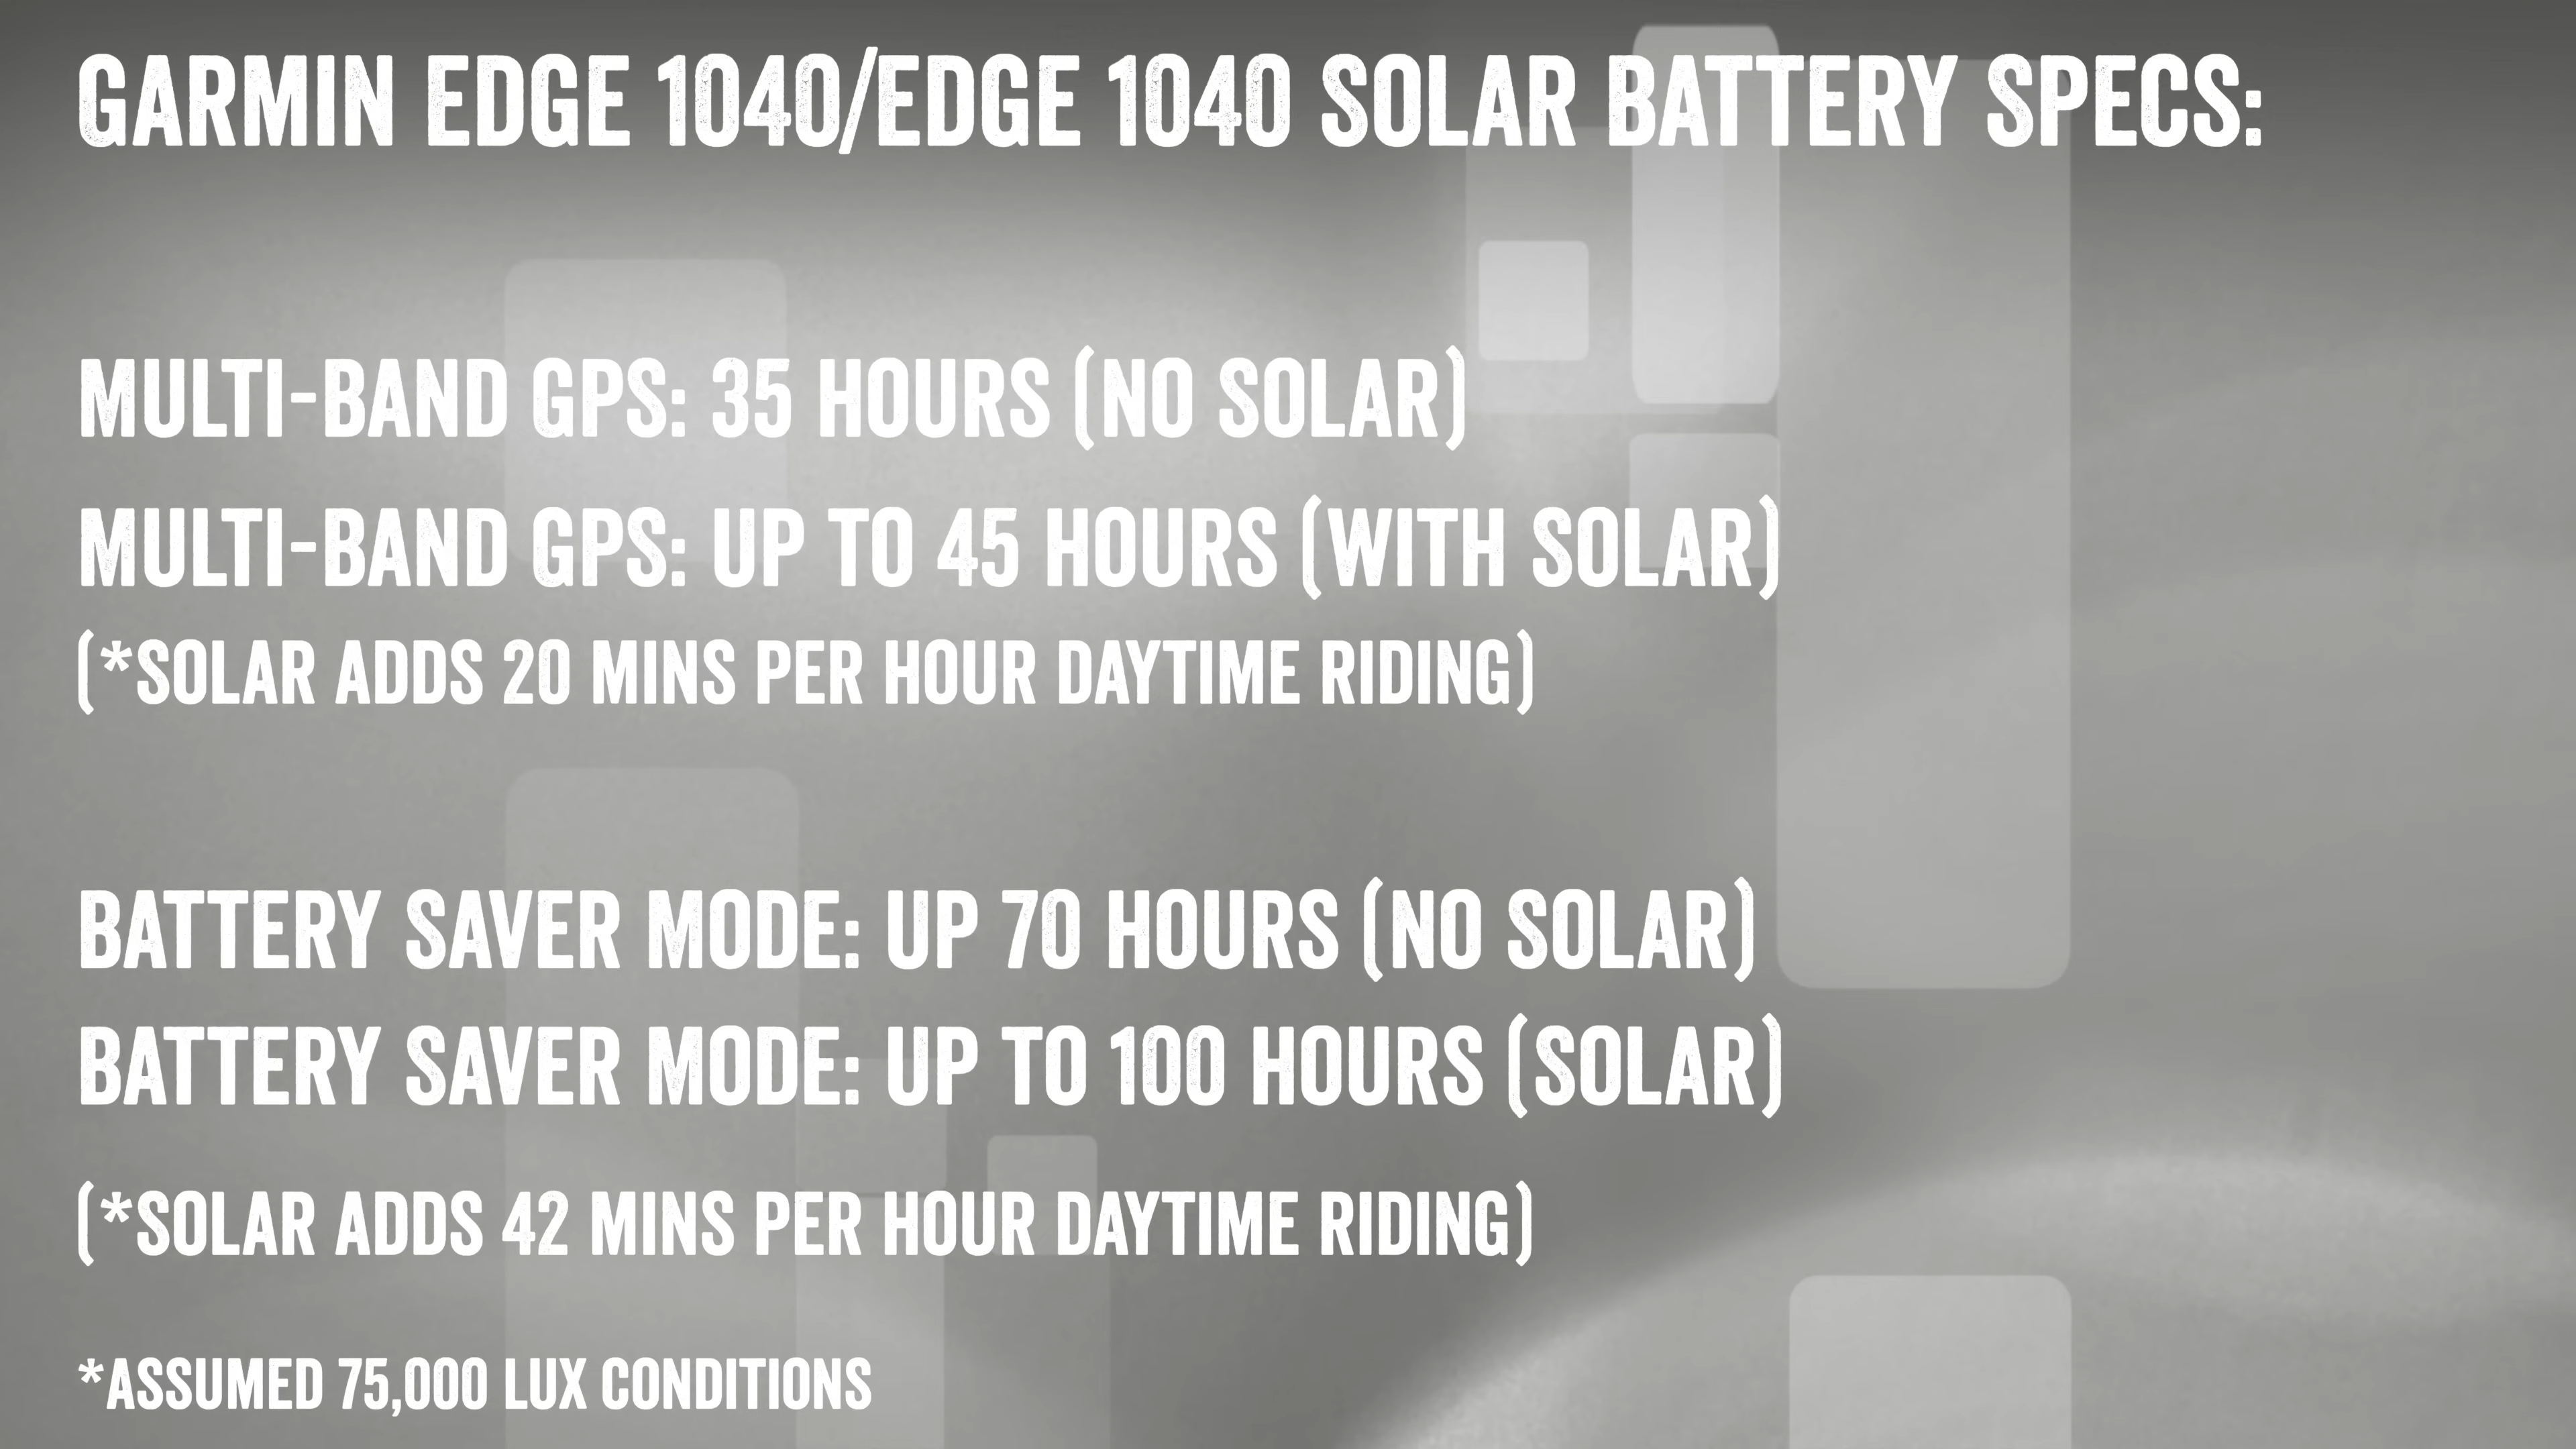 GARMIN EDGE 1040/EDGE 1040 SOLAR BATTERY SPECS:
MULTI-BAND GPS: 35 HOURS (NO SOLAR)
MULTI-BAND GPS: UP TO 45 HOURS (WITH SOLAR)
(*SOLAR ADDS 20 MINS PER HOUR DAYTIME RIDING)
BATTERY SAVER MODE: UP 70 HOURS (NO SOLAR)
BATTERY SAVER MODE: UP TO 100 HOURS (SOLAR)
(*SOLAR ADDS 42 MINS PER HOUR DAYTIME RIDING)
*ASSUMED 75,000 LUX CONDITIONS